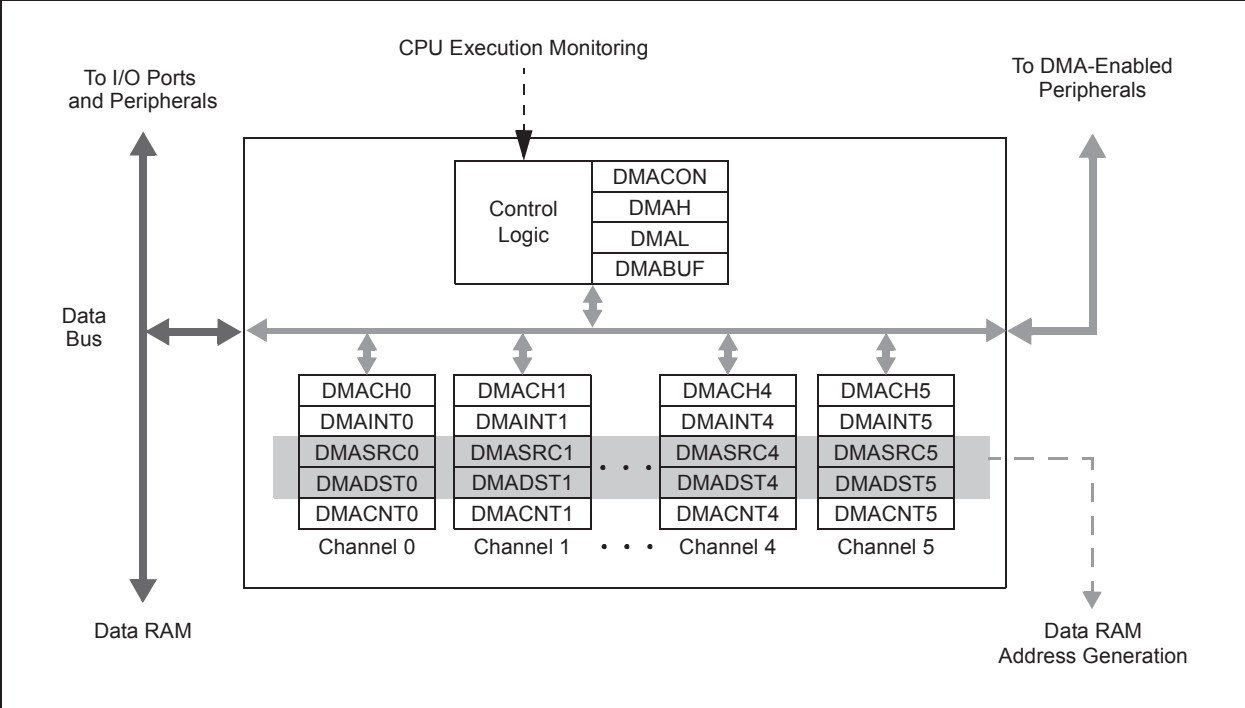 CPU Execution Monitoring
To I/O Ports
and Peripherals
To DMA-Enabled
Peripherals
Control
Logic
DMACON
DMAH
DMAL
DMABUF
Data
Bus
DMACH0
DMAINT0
DMASRC0
DMADST0
DMACNT0
Channel 0
DMACH1
DMAINT1
DMASRC1
DMADST1
DMACNT1
Channel 1
. . .
. . .
DMACH4
DMAINT4
DMASRC4
DMADST4
DMACNT4
Channel 4
DMACH5
DMAINT5
DMASRC5
DMADST5
DMACNT5
Channel 5
Data RAM
Data RAM
Address Generation